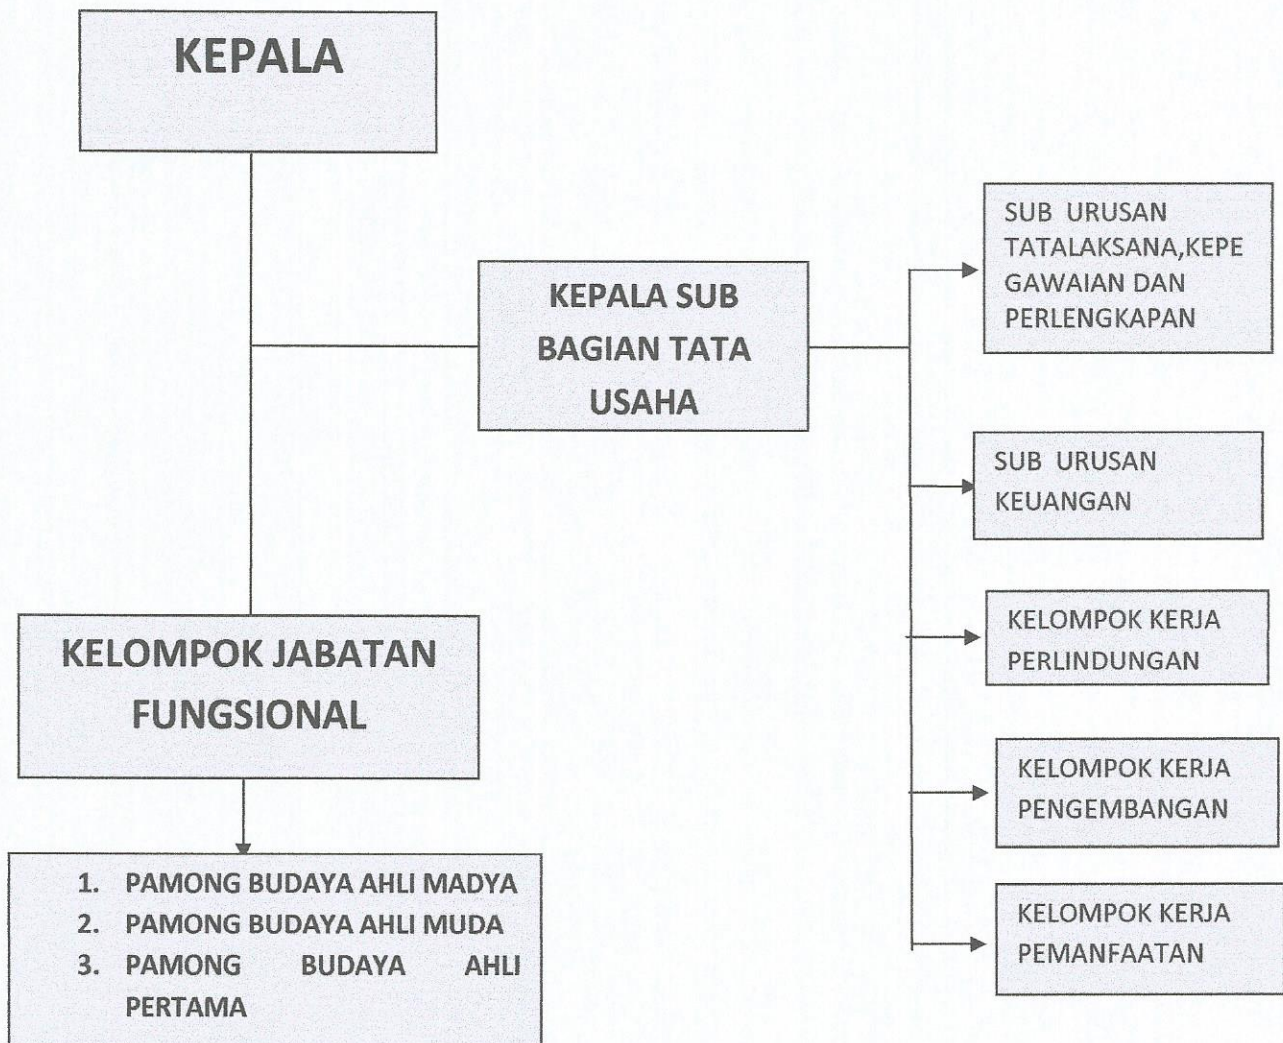 KEPALA
SUB URUSAN
TATALAKSANA,KEPE
GAWAIAN DAN
PERLENGKAPAN
KEPALA SUB
BAGIAN TATA
USAHA
SUB URUSAN
KEUANGAN
KELOMPOK KERJA
PERLINDUNGAN
KELOMPOK JABATAN
FUNGSIONAL
KELOMPOK KERJA
PENGEMBANGAN
1. PAMONG BUDAYA AHLI MADYA
2. PAMONG BUDAYA AHLI MUDA
3. PAMONG BUDAYA AHLI
PERTAMA
KELOMPOK KERJA
PEMANFAATAN